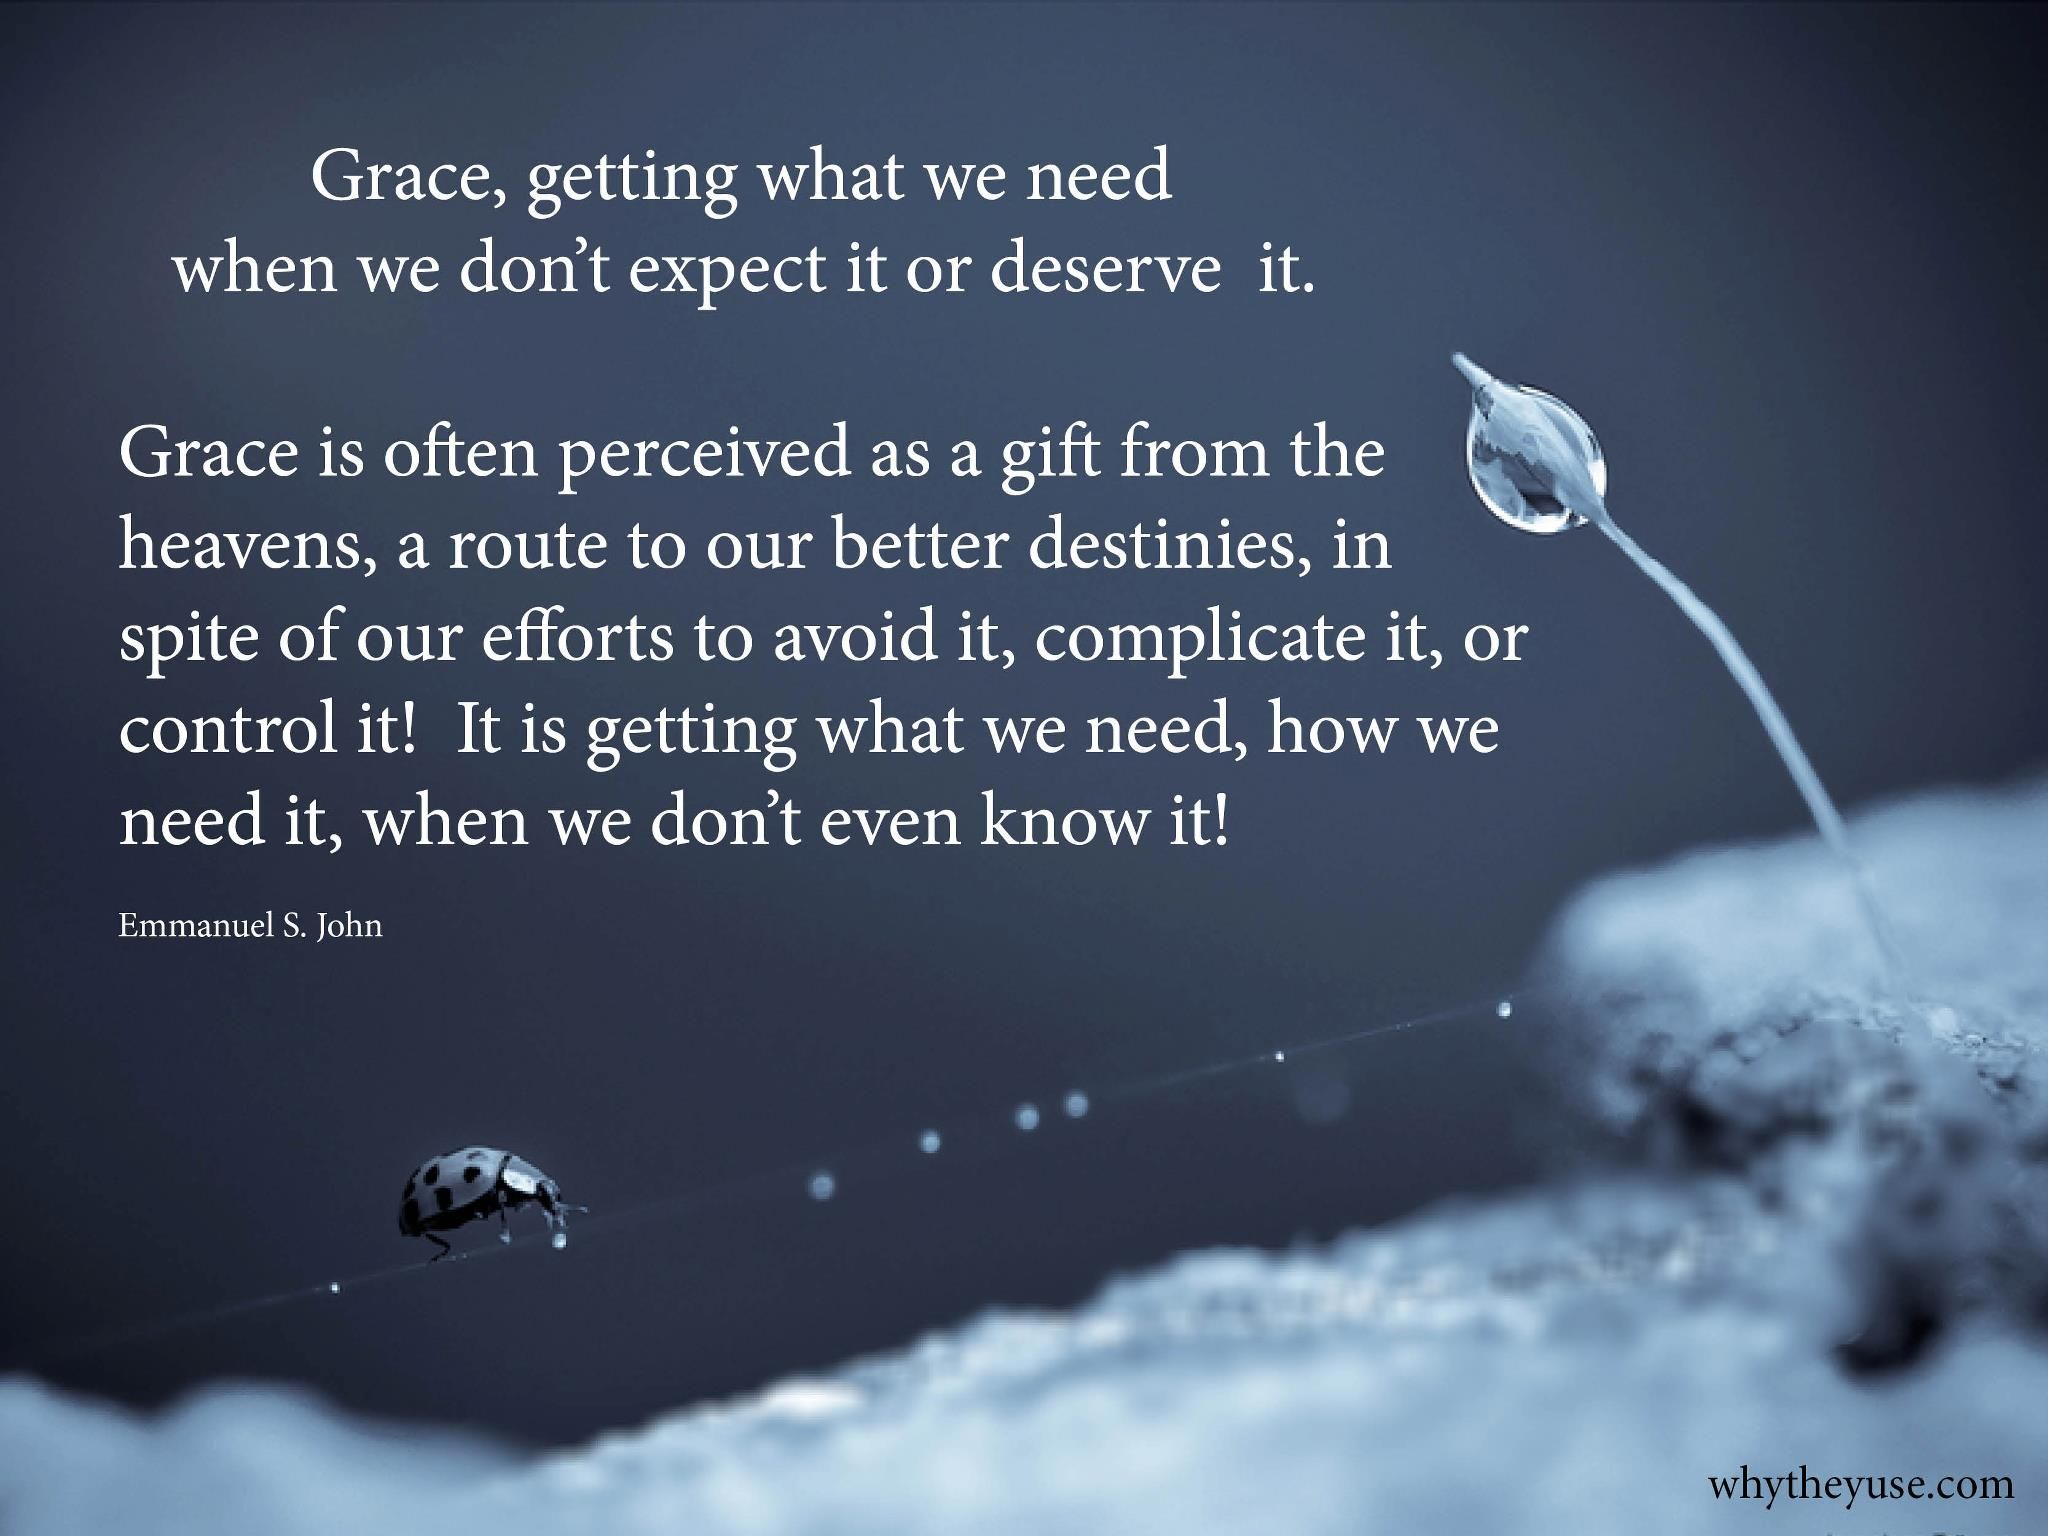 Grace, getting what we need
when we don’t expect it or deserve  it.
Grace is often perceived as a gift from the
heavens, a route to our better destinies, in
spite of our efforts to avoid it, complicate it, or
control it!  It is getting what we need, how we
need it, when we don’t even know it!
Emmanuel S. John
whytheyuse.com